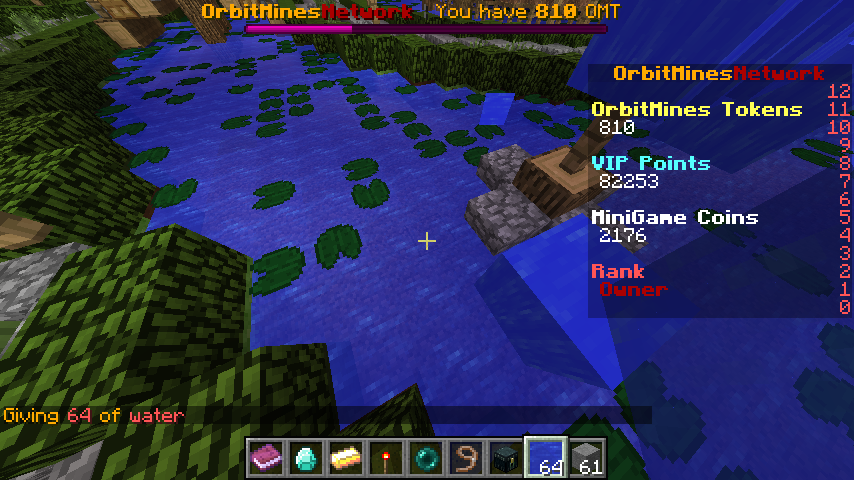 OrbitMinesNetwork | You have 810 OMT
OrbitMinesNetwork
12
OrbitMines Tokens 11
810 10
9
VIP Points 8
82253 7
6
MiniGame Coins 5
2176 4
3
Rank 2
Owner 1
0
Giving 64 of water
64 61